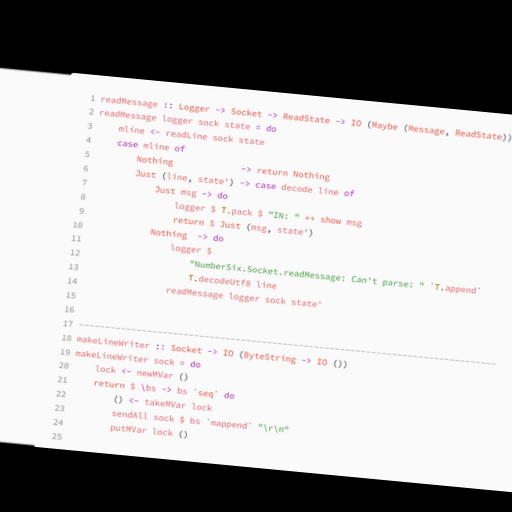 1 readMessage :: Logger -> Socket -> ReadState -> IO (Maybe (Message, ReadState))
2 readMessage logger sock state = do
3     mline <- readLine sock state
4     case mline of
5         Nothing             -> return Nothing
6         Just (line, state') -> case decode line of
7             Just msg -> do
8                 logger $ T.pack $ "IN: " ++ show msg
9                 return $ Just (msg, state')
10             Nothing  -> do
11                 logger $
12                     "NumberSix.Socket.readMessage: Can't parse: " `T.append`
13                     T.decodeUtf8 line
14                 readMessage logger sock state'
15
16
17 --------------------------------------------------------------------------------
18 makeLineWriter :: Socket -> IO (ByteString -> IO ())
19 makeLineWriter sock = do
20     lock <- newMVar ()
21     return $ \bs -> bs `seq` do
22         () <- takeMVar lock
23         sendAll sock $ bs `mappend` "\r\n"
24         putMVar lock ()
25